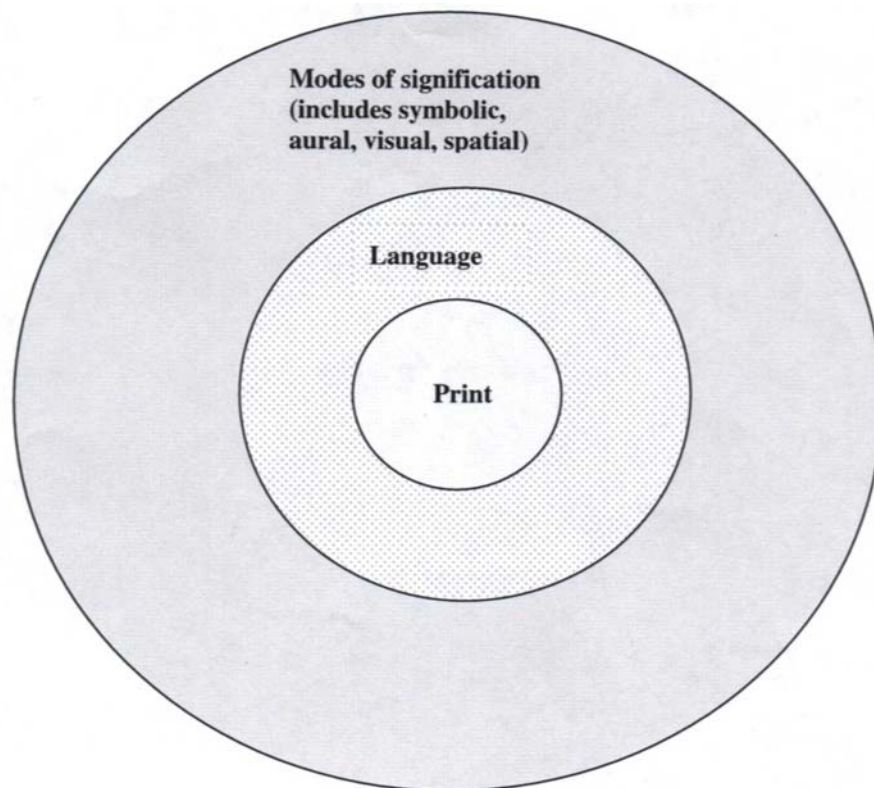 Modes of signification
(includes symbolic,
aural, visual, spatial)
Language
Print